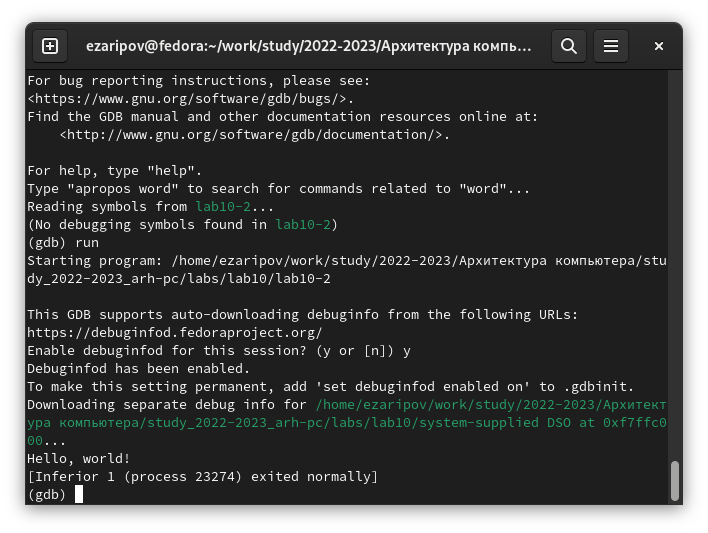 ezaripov@fedora:~/work/study/2022-2023/Архитектура компь...
For bug reporting instructions, please see:
<https://www.gnu.org/software/gdb/bugs/>.
Find the GDB manual and other documentation resources online at:
    <http://www.gnu.org/software/gdb/documentation/>.

For help, type "help".
Type "apropos word" to search for commands related to "word"...
Reading symbols from lab10-2...
(No debugging symbols found in lab10-2)
(gdb) run
Starting program: /home/ezaripov/work/study/2022-2023/Архитектура компьютера/stu
dy_2022-2023_arh-pc/labs/lab10/lab10-2

This GDB supports auto-downloading debuginfo from the following URLs:
https://debuginfod.fedoraproject.org/
Enable debuginfod for this session? (y or [n]) y
Debuginfod has been enabled.
To make this setting permanent, add 'set debuginfod enabled on' to .gdbinit.
Downloading separate debug info for /home/ezaripov/work/study/2022-2023/Архитект
ура компьютера/study_2022-2023_arh-pc/labs/lab10/system-supplied DSO at 0xf7ffc0
00...
Hello, world!
[Inferior 1 (process 23274) exited normally]
(gdb)